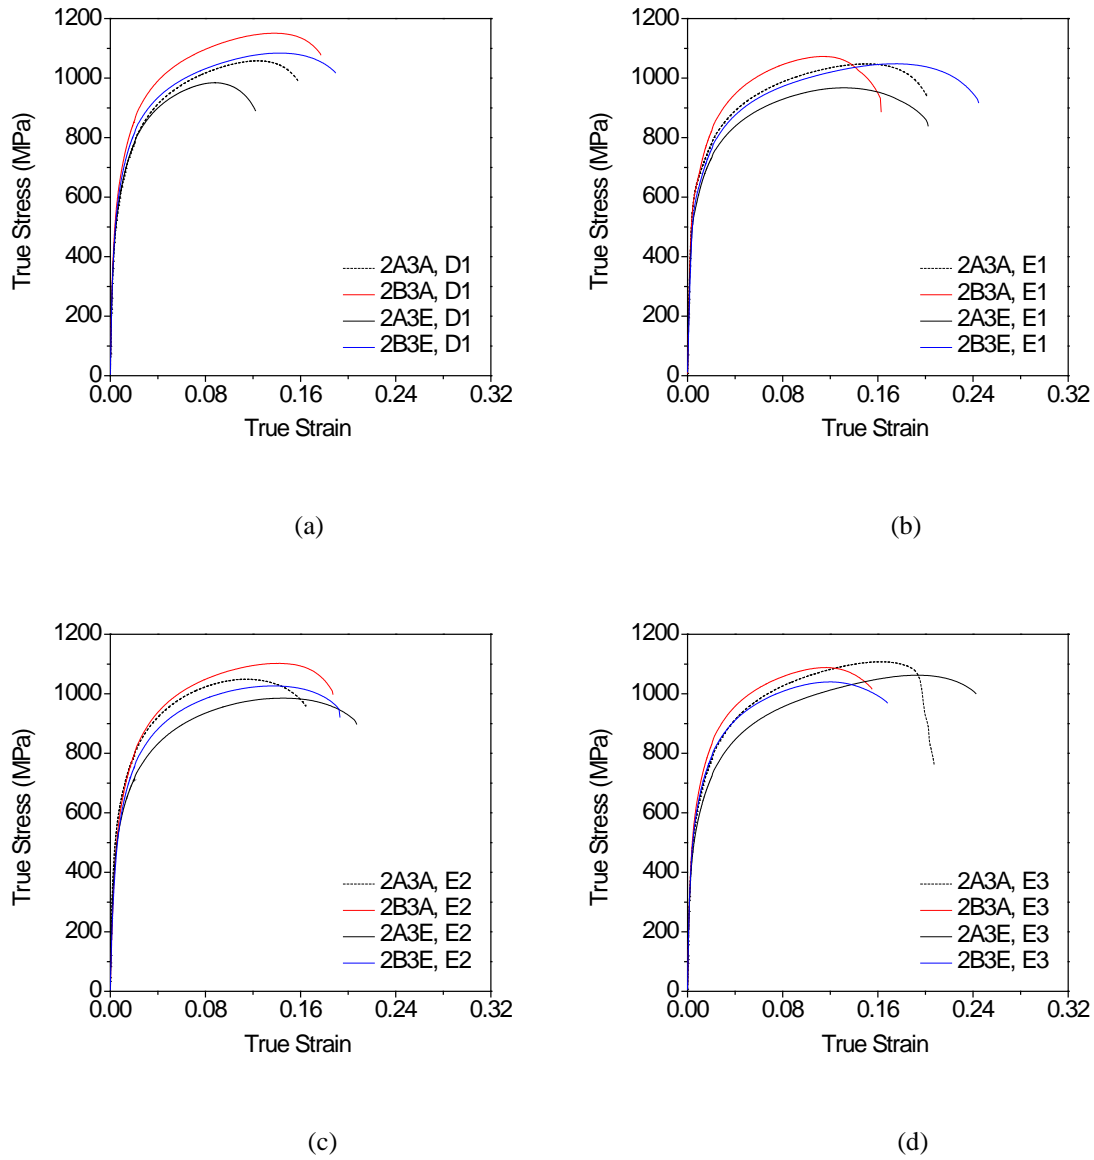 True Stress (MPa)
1200
1000
800
600
400
200
0
0.00 0.08 0.16 0.24 0.32
True Strain
2A3A, D1
2B3A, D1
2A3E, D1
2B3E, D1
(a)
True Stress (MPa)
1200
1000
800
600
400
200
0
0.00 0.08 0.16 0.24 0.32
True Strain
2A3A, E1
2B3A, E1
2A3E, E1
2B3E, E1
(b)
True Stress (MPa)
1200
1000
800
600
400
200
0
0.00 0.08 0.16 0.24 0.32
True Strain
2A3A, E2
2B3A, E2
2A3E, E2
2B3E, E2
(c)
True Stress (MPa)
1200
1000
800
600
400
200
0
0.00 0.08 0.16 0.24 0.32
True Strain
2A3A, E3
2B3A, E3
2A3E, E3
2B3E, E3
(d)